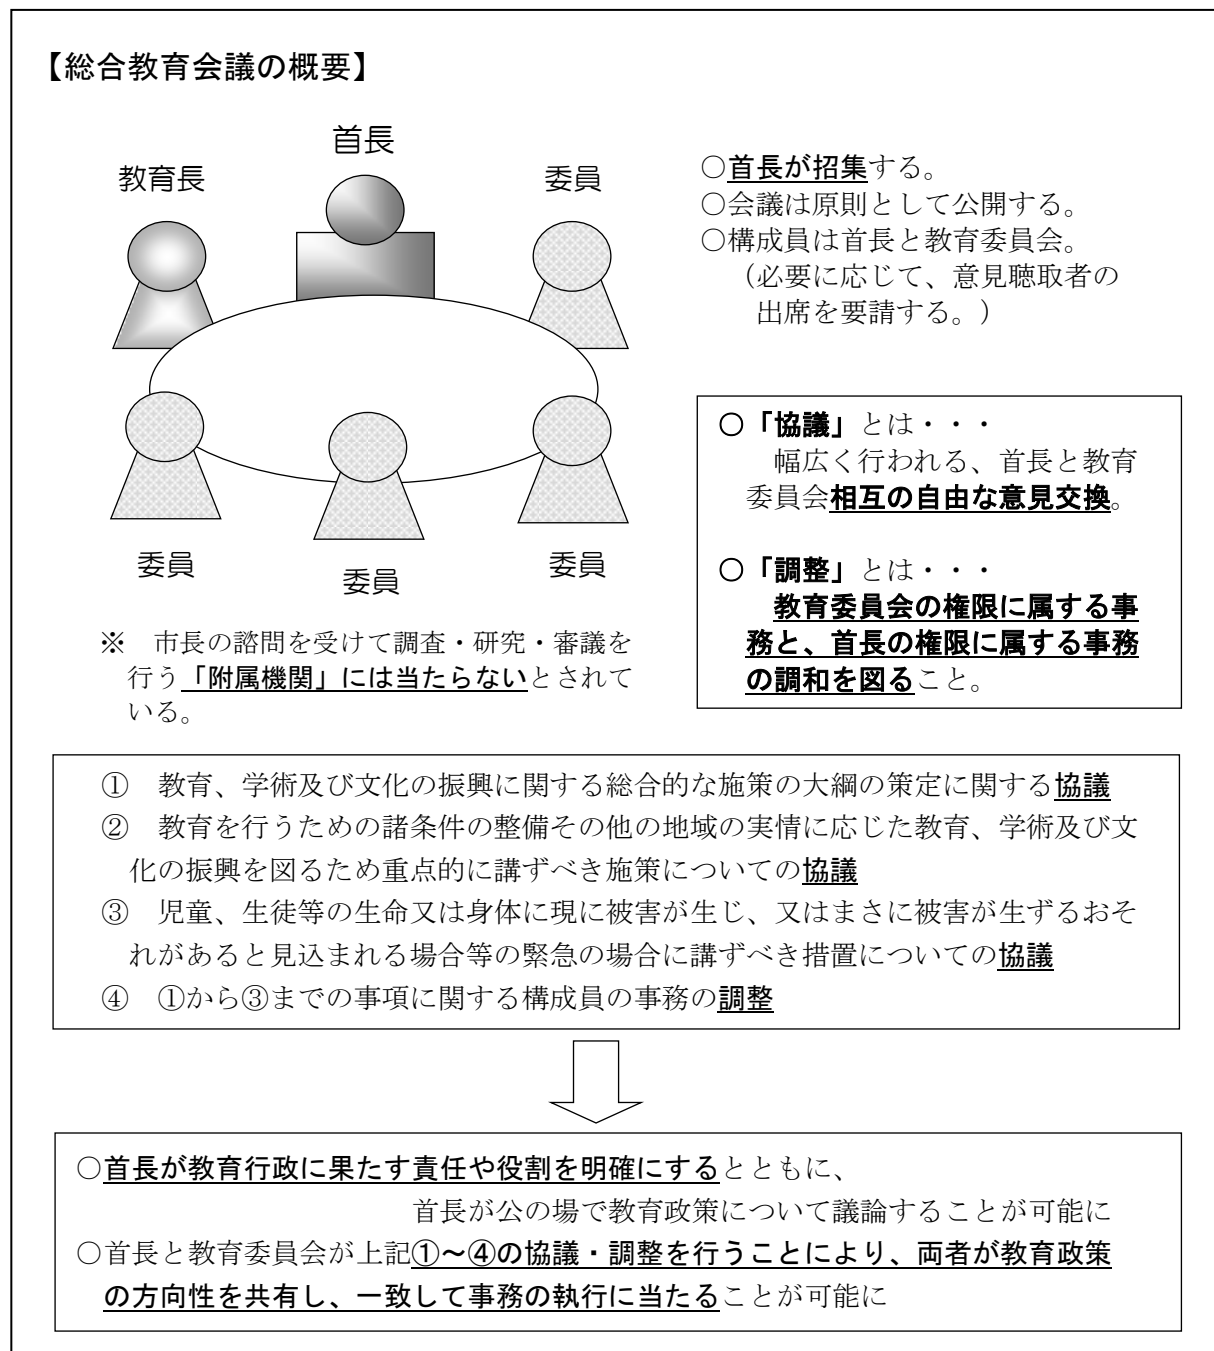 【総合教育会議の概要】
首長
教育長
委員
委員
委員
委員
※　市長の諮問を受けて調査・研究・審議を
行う「附属機関」には当たらないとされて
いる。
○首長が招集する。
○会議は原則として公開する。
○構成員は首長と教育委員会。
（必要に応じて、意見聴取者の
出席を要請する。）
○「協議」とは・・・
幅広く行われる、首長と教育
委員会相互の自由な意見交換。
○「調整」とは・・・
教育委員会の権限に属する事
務と、首長の権限に属する事務
の調和を図ること。
①　教育、学術及び文化の振興に関する総合的な施策の大綱の策定に関する協議
②　教育を行うための諸条件の整備その他の地域の実情に応じた教育、学術及び文
化の振興を図るため重点的に講ずべき施策についての協議
③　児童、生徒等の生命又は身体に現に被害が生じ、又はまさに被害が生ずるおそ
れがあると見込まれる場合等の緊急の場合に講ずべき措置についての協議
④　①から③までの事項に関する構成員の事務の調整
○首長が教育行政に果たす責任や役割を明確にするとともに、
首長が公の場で教育政策について議論することが可能に
○首長と教育委員会が上記①～④の協議・調整を行うことにより、両者が教育政策
の方向性を共有し、一致して事務の執行に当たることが可能に